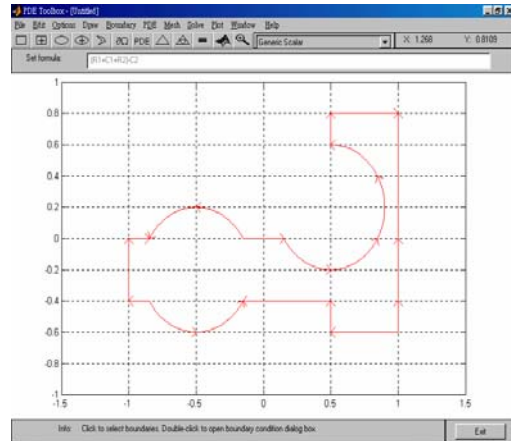 PDE Toolbox - [Untitled]
File Edit Options Draw Boundary PDE Mesh Solve Plot Window Help
PDE Generic Scalar X: 1.268 Y: 0.8109
Set formula: (R1+C1+R2)-C2
1
0.8
0.6
0.4
0.2
0
-0.2
-0.4
-0.6
-0.8
-1
-1.5 -1 -0.5 0 0.5 1 1.5
Info: Click to select boundaries. Double-click to open boundary condition dialog box. Exit